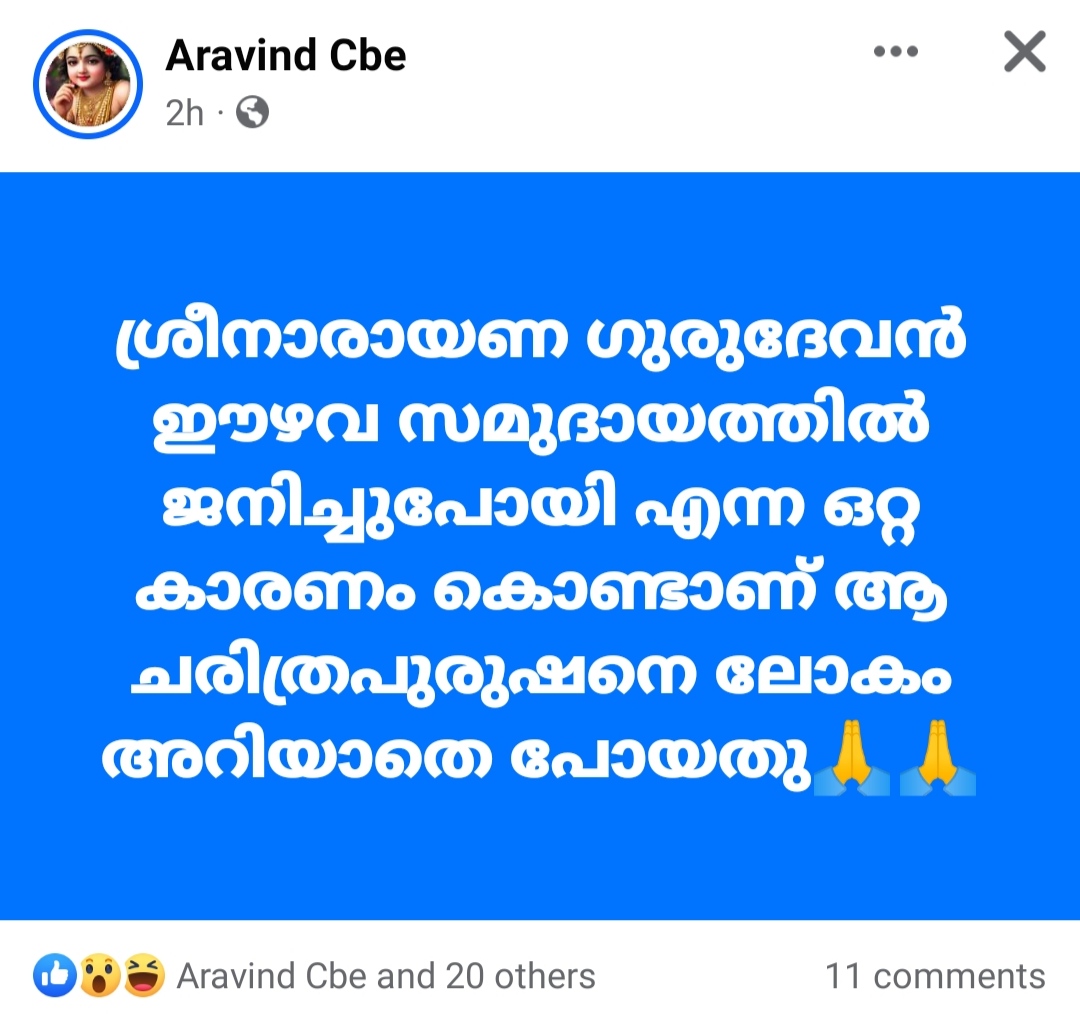 Aravind Cbe
2h ·
ശ്രീനാരായണ ഗുരുദേവൻ
ഈഴവ സമുദായത്തിൽ
ജനിച്ചുപോയി എന്ന ഒറ്റ
കാരണം കൊണ്ടാണ് ആ
ചരിത്രപുരുഷനെ ലോകം
അറിയാതെ പോയതു🙏🙏
Aravind Cbe and 20 others 11 comments